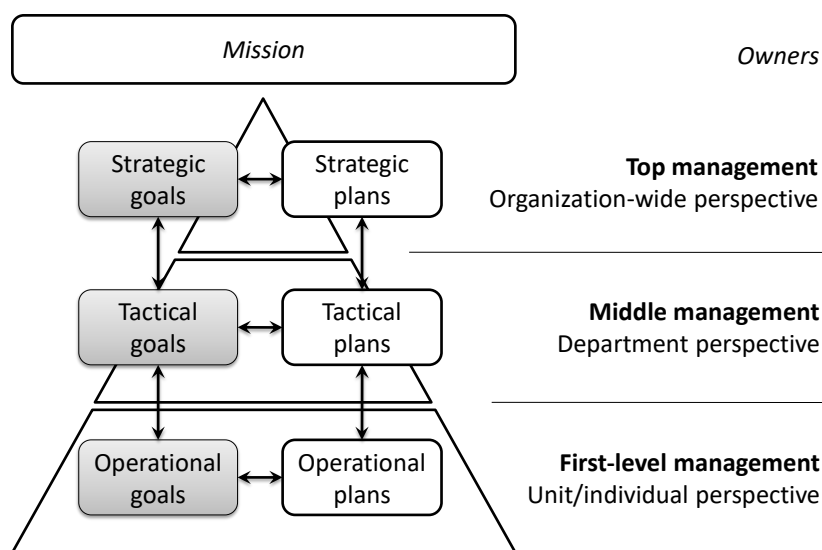 Mission
Owners
Strategic
goals
Strategic
plans
Top management
Organization-wide perspective
Tactical
goals
Tactical
plans
Middle management
Department perspective
Operational
goals
Operational
plans
First-level management
Unit/individual perspective